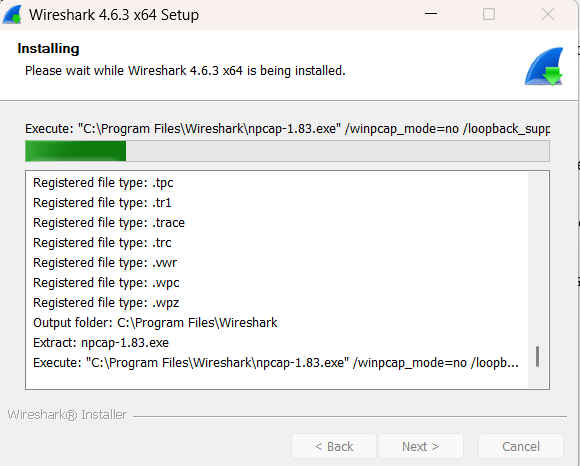 Wireshark 4.6.3 x64 Setup
Installing
Please wait while Wireshark 4.6.3 x64 is being installed.
Execute: "C:\Program Files\Wireshark\npcap-1.83.exe" /winpcap_mode=no /loopback_supp
Registered file type: .tpc
Registered file type: .tr1
Registered file type: .trace
Registered file type: .trc
Registered file type: .vwr
Registered file type: .wpc
Registered file type: .wpz
Output folder: C:\Program Files\Wireshark
Extract: npcap-1.83.exe
Execute: "C:\Program Files\Wireshark\npcap-1.83.exe" /winpcap_mode=no /loopb...
Wireshark® Installer
< Back
Next >
Cancel